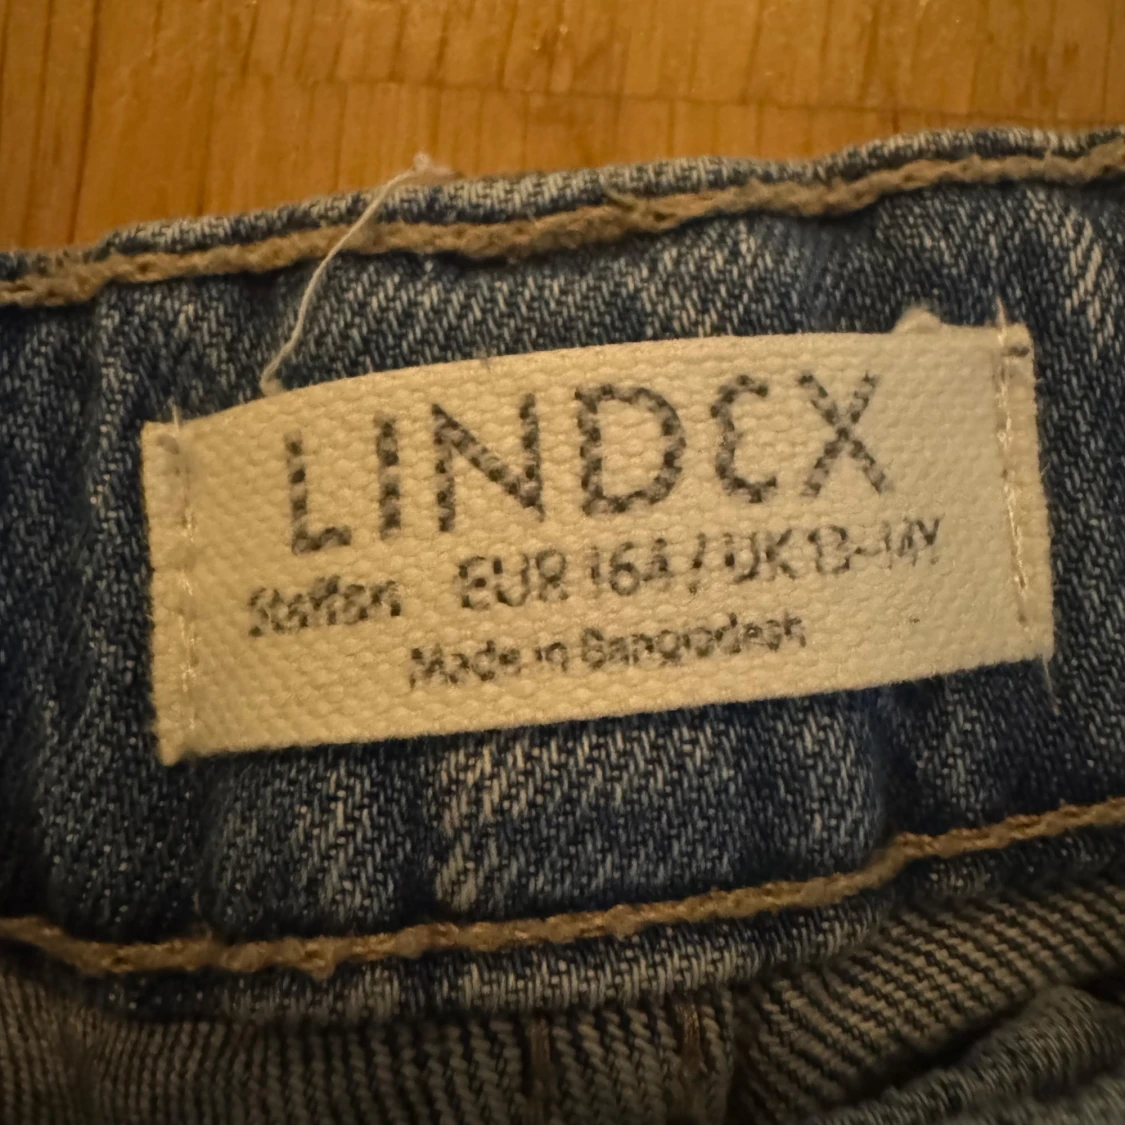 LINDEX
Staffan EUR 164 / UK 13-14Y
Made in Bangladesh